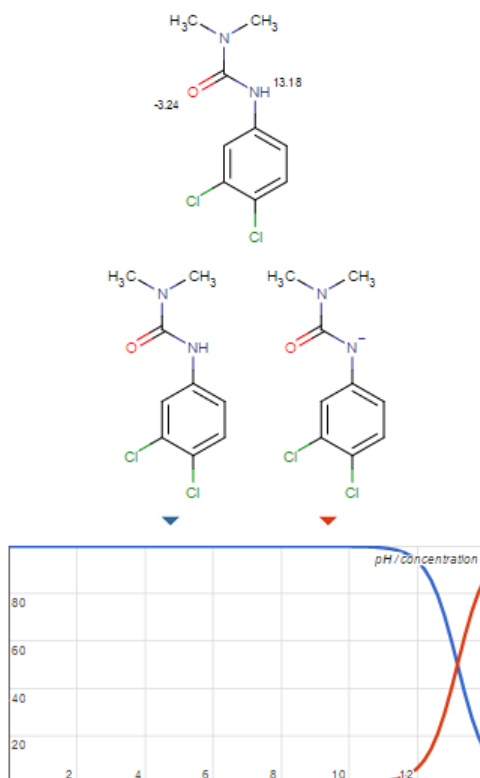 H₃C CH₃
N
O NH 13.18
-3.24
Cl
Cl
H₃C CH₃ H₃C CH₃
N N
O NH O N⁻
Cl Cl
Cl Cl
pH / concentration
80
60
40
20
2 4 6 8 10 12